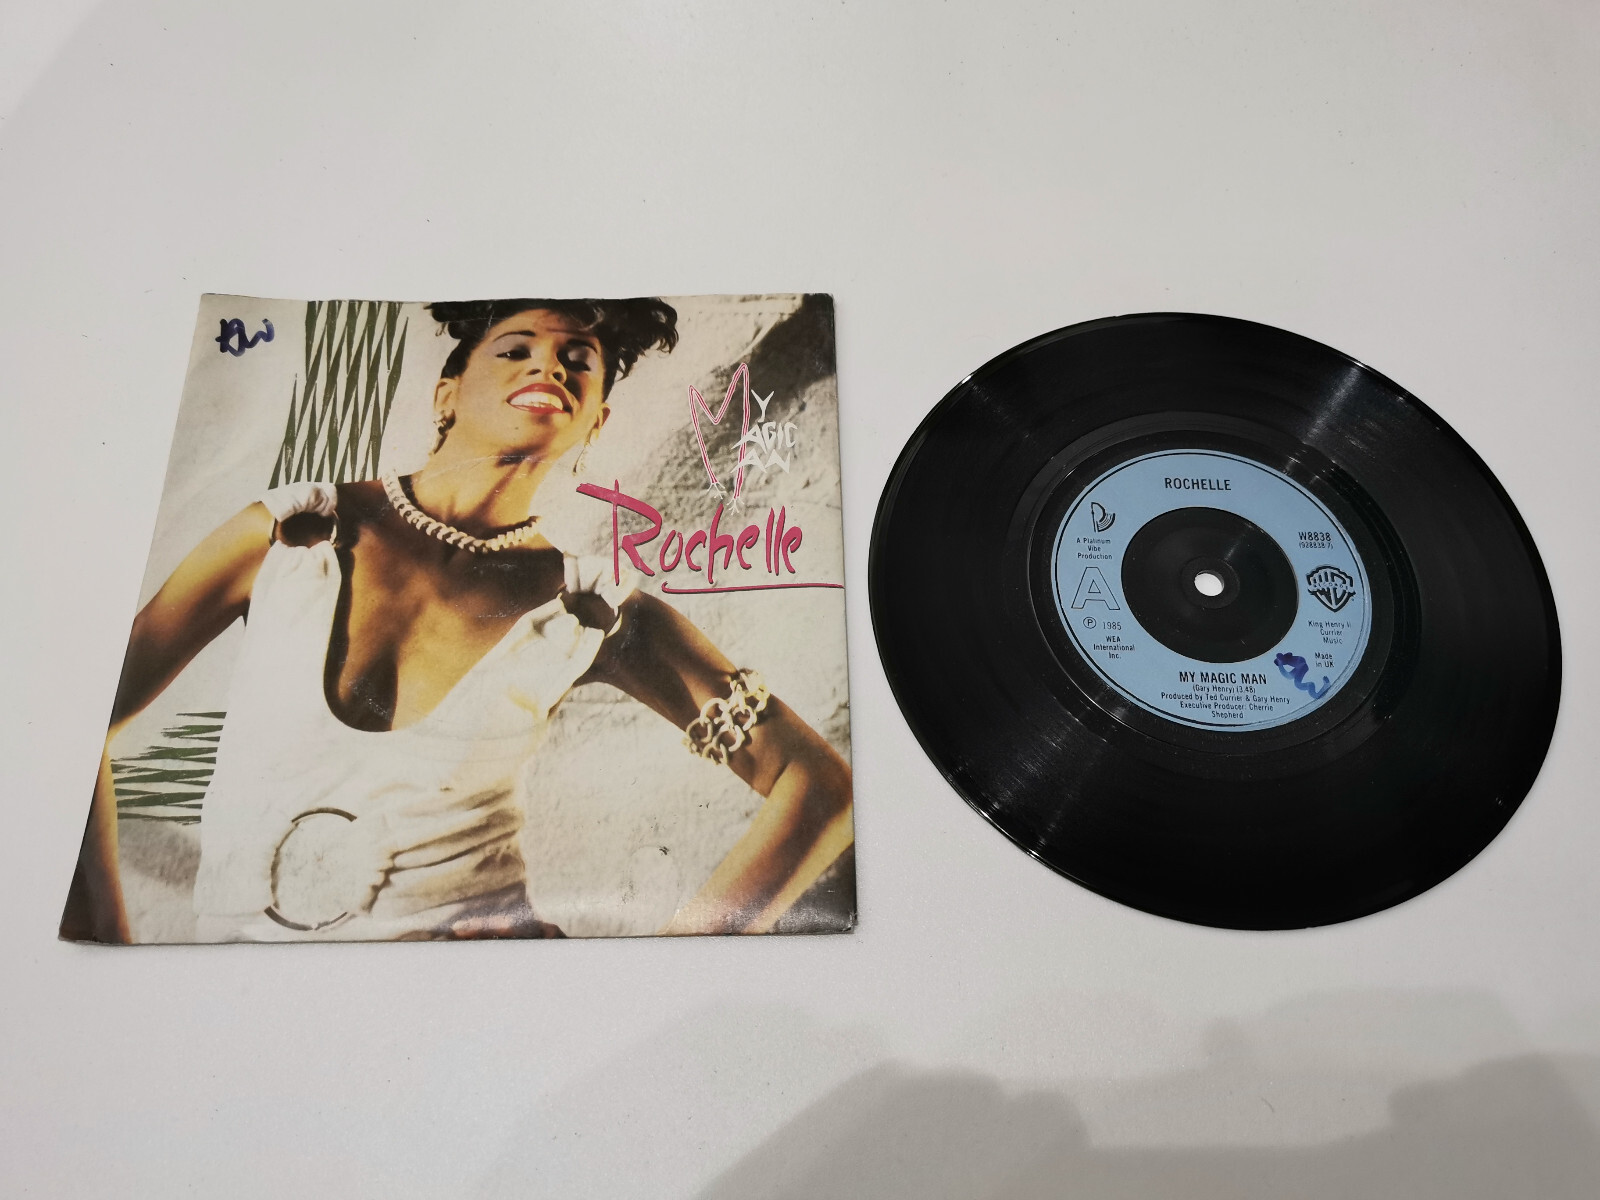 My
Magic
Man
Rochelle
ROCHELLE
A Platinum
Vibe
Production
A
℗ 1985
WEA
International
Inc.
W8838
(928838-7)
King Henry II
Currier
Music
Made
in UK
MY MAGIC MAN
(Gary Henry) (3.48)
Produced by Ted Currier & Gary Henry
Executive Producer: Cherrie
Shepherd